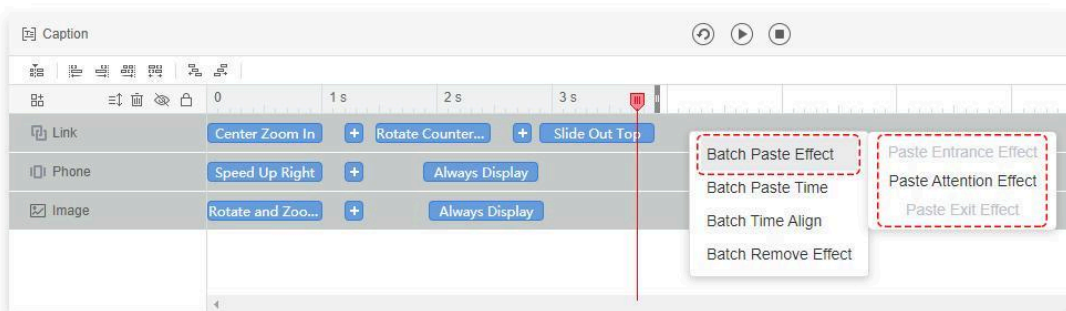 Caption
0 1 s 2 s 3 s
Link Center Zoom In + Rotate Counter... + Slide Out Top
Phone Speed Up Right + Always Display
Image Rotate and Zoo... + Always Display
Batch Paste Effect
Batch Paste Time
Batch Time Align
Batch Remove Effect
Paste Entrance Effect
Paste Attention Effect
Paste Exit Effect